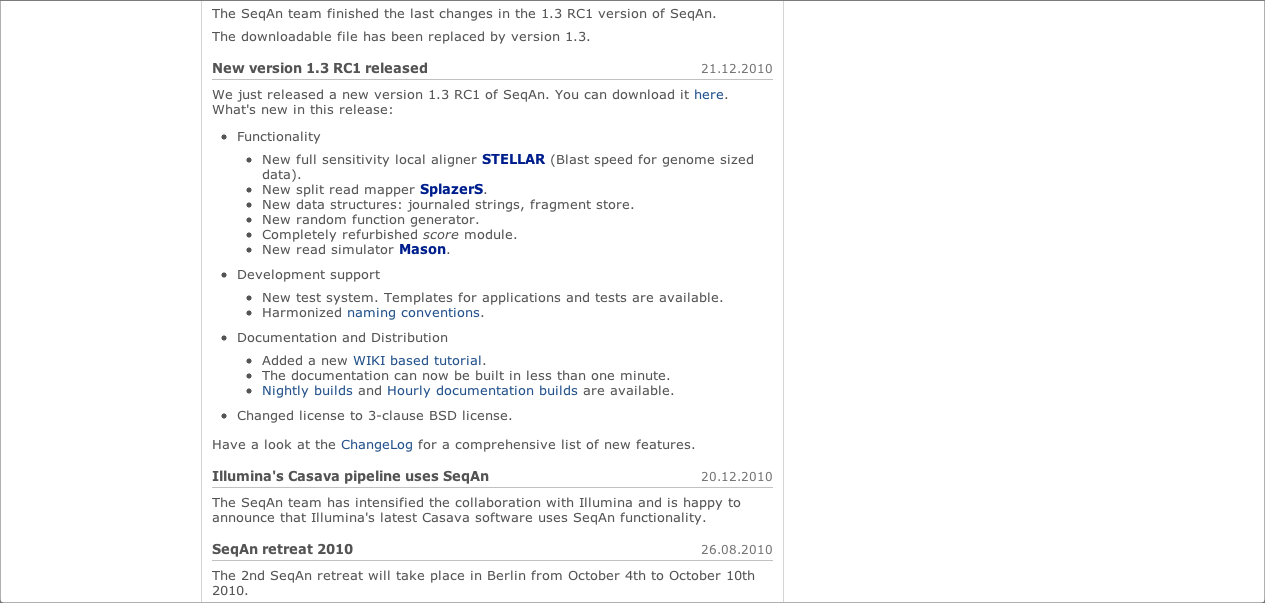 The SeqAn team finished the last changes in the 1.3 RC1 version of SeqAn.
The downloadable file has been replaced by version 1.3.
New version 1.3 RC1 released 21.12.2010
We just released a new version 1.3 RC1 of SeqAn. You can download it here.
What's new in this release:
Functionality
New full sensitivity local aligner STELLAR (Blast speed for genome sized
data).
New split read mapper SplazerS.
New data structures: journaled strings, fragment store.
New random function generator.
Completely refurbished score module.
New read simulator Mason.
Development support
New test system. Templates for applications and tests are available.
Harmonized naming conventions.
Documentation and Distribution
Added a new WIKI based tutorial.
The documentation can now be built in less than one minute.
Nightly builds and Hourly documentation builds are available.
Changed license to 3-clause BSD license.
Have a look at the ChangeLog for a comprehensive list of new features.
Illumina's Casava pipeline uses SeqAn 20.12.2010
The SeqAn team has intensified the collaboration with Illumina and is happy to
announce that Illumina's latest Casava software uses SeqAn functionality.
SeqAn retreat 2010 26.08.2010
The 2nd SeqAn retreat will take place in Berlin from October 4th to October 10th
2010.